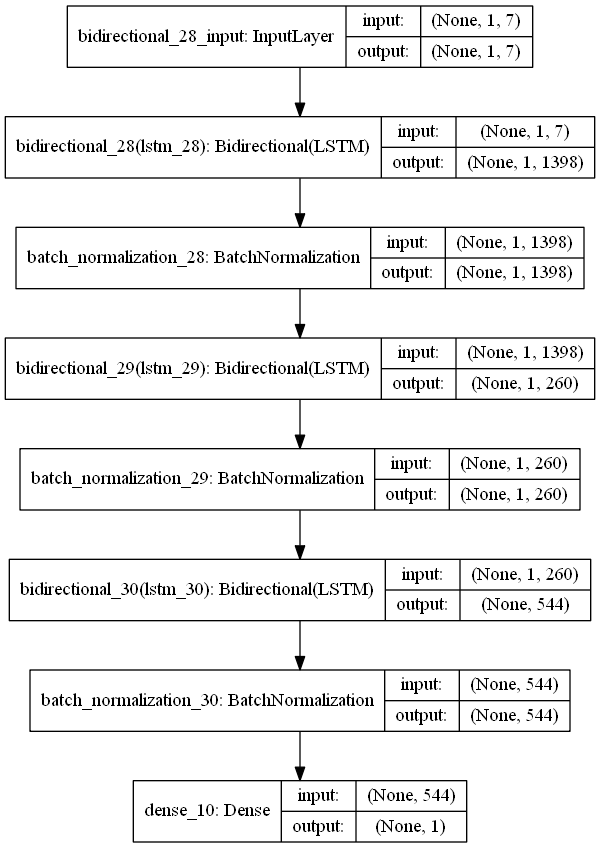 bidirectional_28_input: InputLayer
input: (None, 1, 7)
output: (None, 1, 7)
bidirectional_28(lstm_28): Bidirectional(LSTM)
input: (None, 1, 7)
output: (None, 1, 1398)
batch_normalization_28: BatchNormalization
input: (None, 1, 1398)
output: (None, 1, 1398)
bidirectional_29(lstm_29): Bidirectional(LSTM)
input: (None, 1, 1398)
output: (None, 1, 260)
batch_normalization_29: BatchNormalization
input: (None, 1, 260)
output: (None, 1, 260)
bidirectional_30(lstm_30): Bidirectional(LSTM)
input: (None, 1, 260)
output: (None, 544)
batch_normalization_30: BatchNormalization
input: (None, 544)
output: (None, 544)
dense_10: Dense
input: (None, 544)
output: (None, 1)